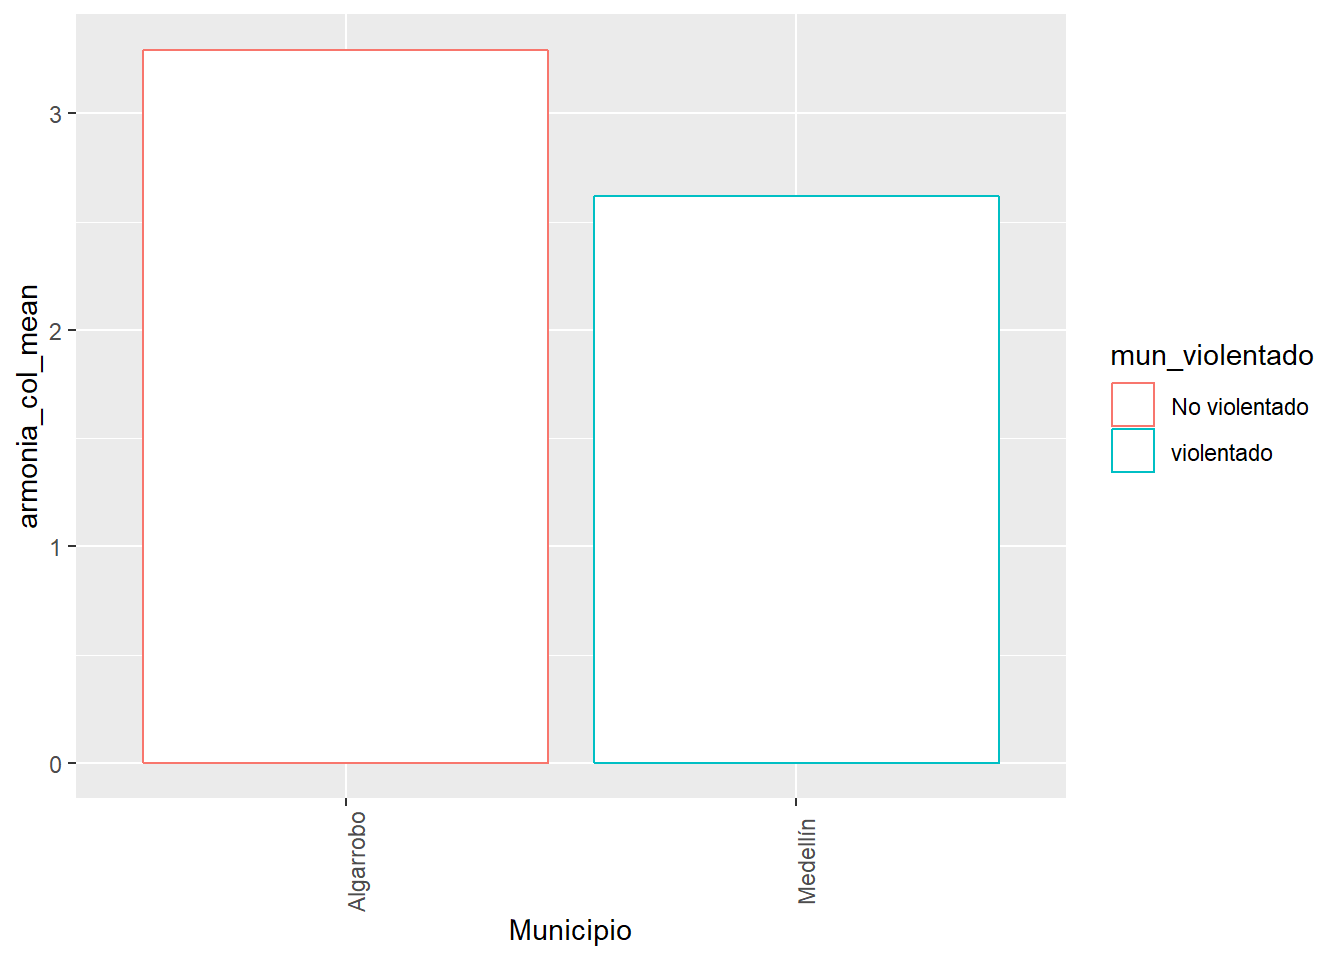 armonia_col_mean
3
2
1
0
Algarrobo
Medellín
Municipio
mun_violentado
No violentado
violentado